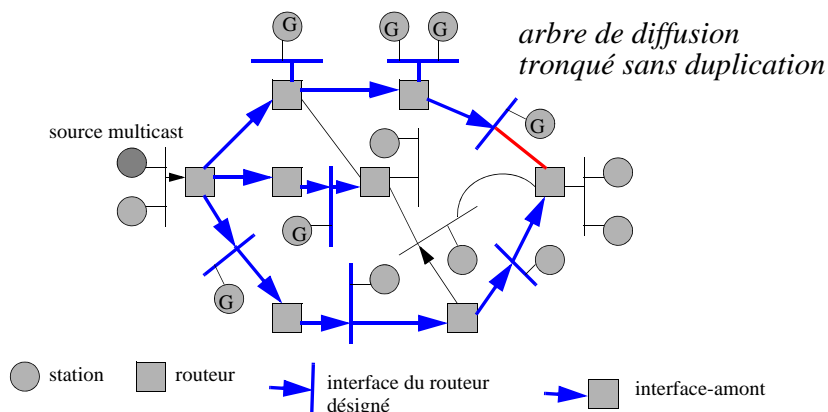 G
G G
arbre de diffusion
tronqué sans duplication
G
source multicast
G
G
station
routeur
interface du routeur
désigné
interface-amont